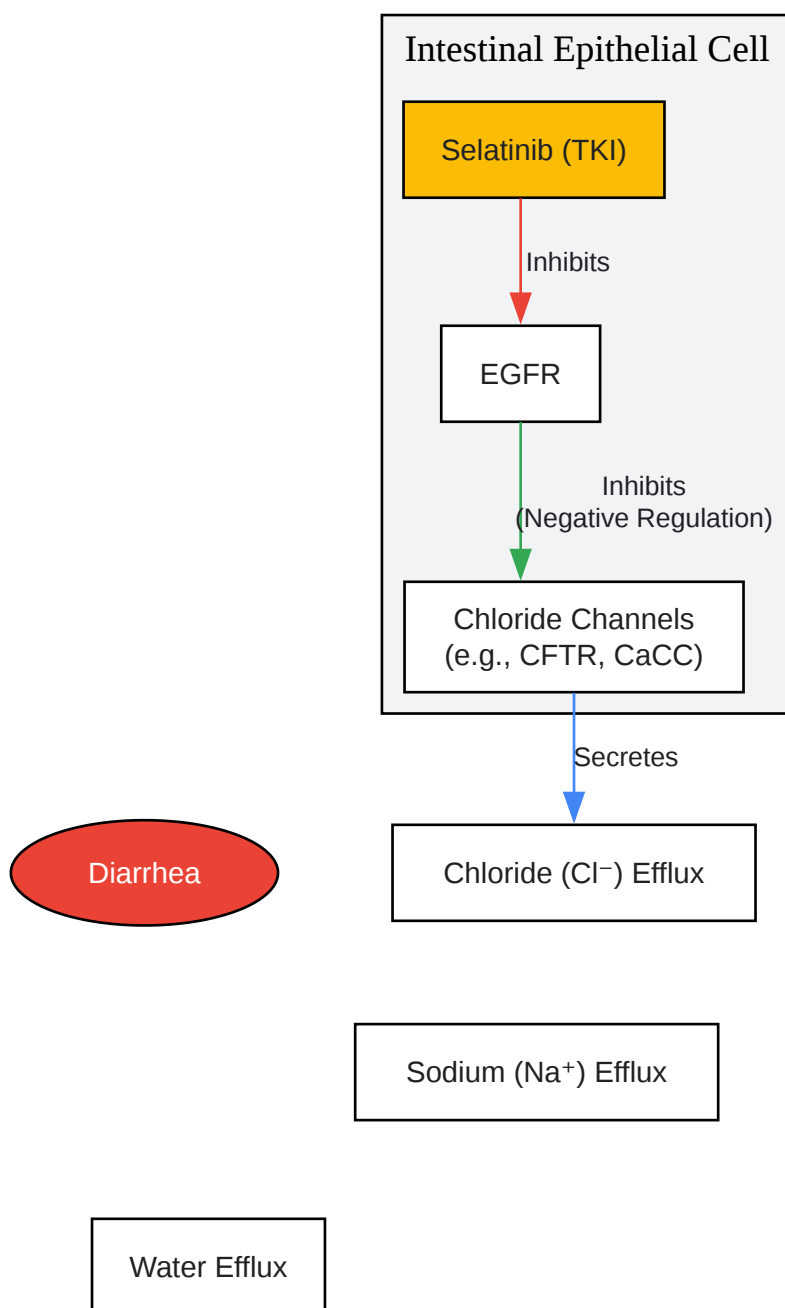 Intestinal Epithelial Cell
Selatinib (TKI)
Inhibits
EGFR
Inhibits
(Negative Regulation)
Chloride Channels
(e.g., CFTR, CaCC)
Secretes
Diarrhea
Chloride (Cl⁻) Efflux
Sodium (Na⁺) Efflux
Water Efflux